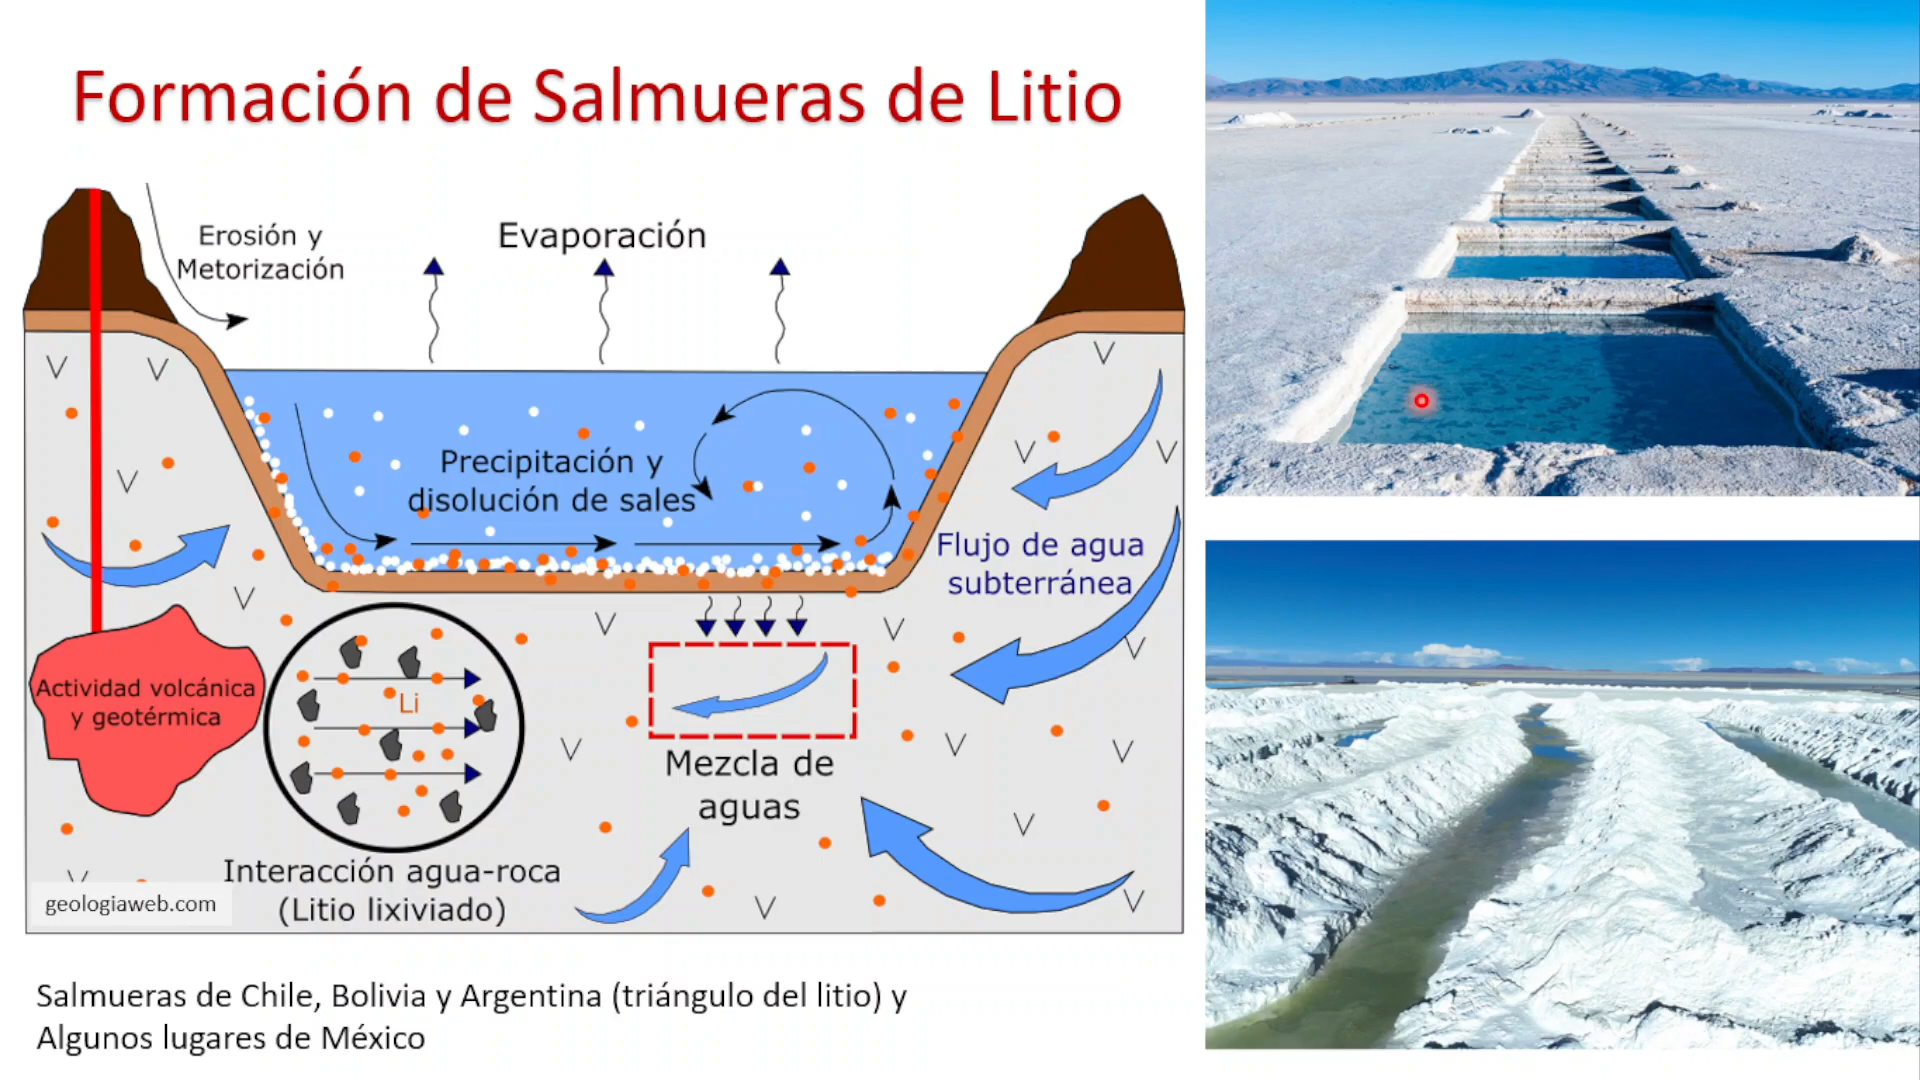 Formación de Salmueras de Litio
Erosión y
Metorización
Evaporación
Precipitación y
disolución de sales
Flujo de agua
subterránea
Actividad volcánica
y geotérmica
Li
Mezcla de
aguas
Interacción agua-roca
(Litio lixiviado)
geologiaweb.com
Salmueras de Chile, Bolivia y Argentina (triángulo del litio) y
Algunos lugares de México